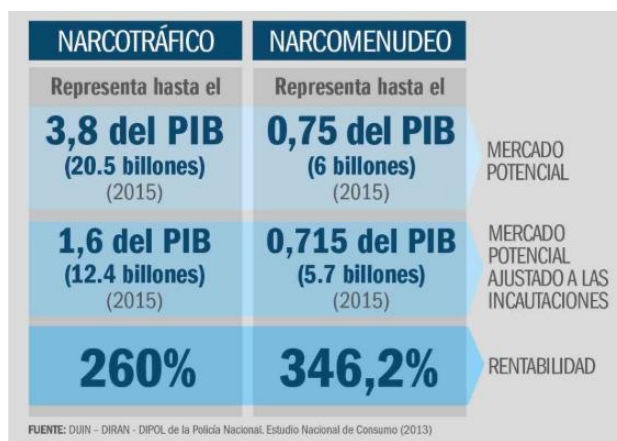 NARCOTRÁFICO
NARCOMENUDEO
Representa hasta el
Representa hasta el
3,8 del PIB
(20.5 billones)
(2015)
0,75 del PIB
(6 billones)
(2015)
MERCADO
POTENCIAL
1,6 del PIB
(12.4 billones)
(2015)
0,715 del PIB
(5.7 billones)
(2015)
MERCADO
POTENCIAL
AJUSTADO A LAS
INCAUTACIONES
260%
346,2%
RENTABILIDAD
FUENTE: DUIN – DIRAN - DIPOL de la Policía Nacional. Estudio Nacional de Consumo (2013)